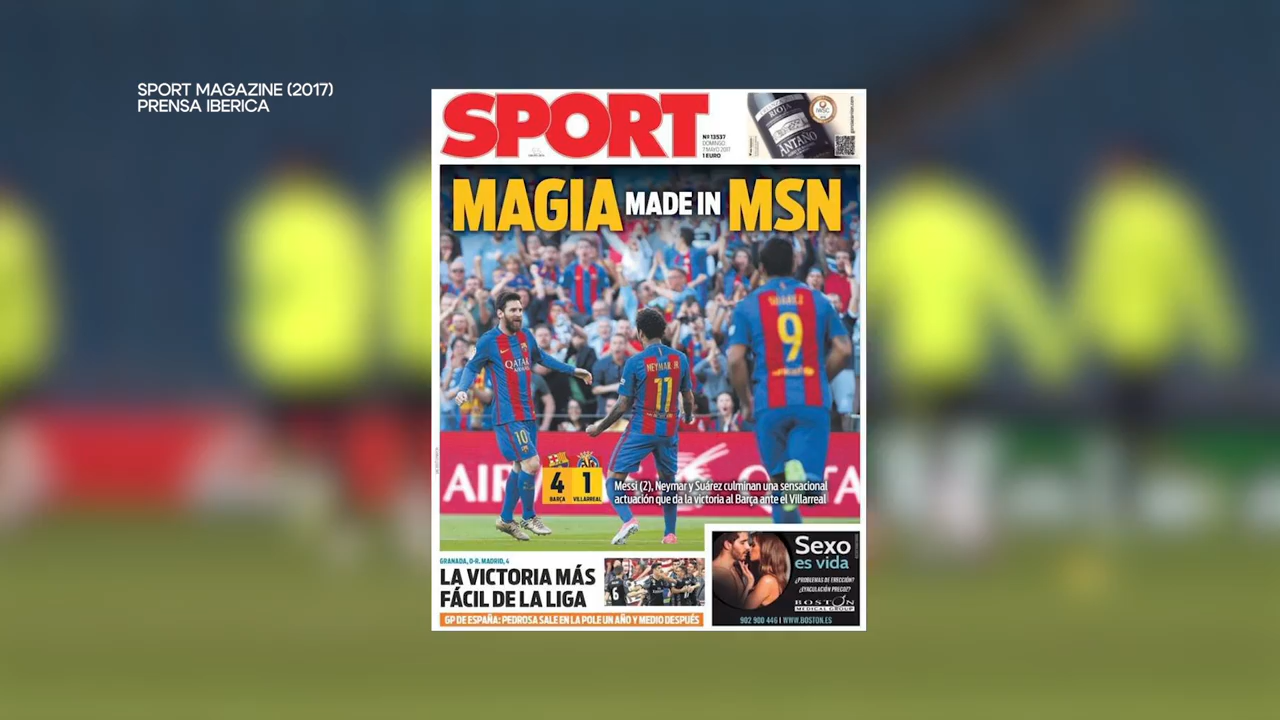 SPORT MAGAZINE (2017)
PRENSA IBERICA
SPORT
Nº 13537
DOMINGO
7 MAYO 2017
1 EURO
RIOJA
ANTAÑO
MAGIA MADE IN MSN
SUÁREZ
9
QATAR
AIRWAYS
NEYMAR JR
11
10
AIRWAYS
QATA
4 1
BARÇA VILLARREAL
Messi (2), Neymar y Suárez culminan una sensacional
actuación que da la victoria al Barça ante el Villarreal
GRANADA, 0-R. MADRID, 4
LA VICTORIA MÁS
FÁCIL DE LA LIGA
6
GP DE ESPAÑA: PEDROSA SALE EN LA POLE UN AÑO Y MEDIO DESPUÉS
Sexo
es vida
¿PROBLEMAS DE ERECCIÓN?
¿EYACULACIÓN PRECOZ?
BOSTON
MEDICAL GROUP
902 900 446 | WWW.BOSTON.ES